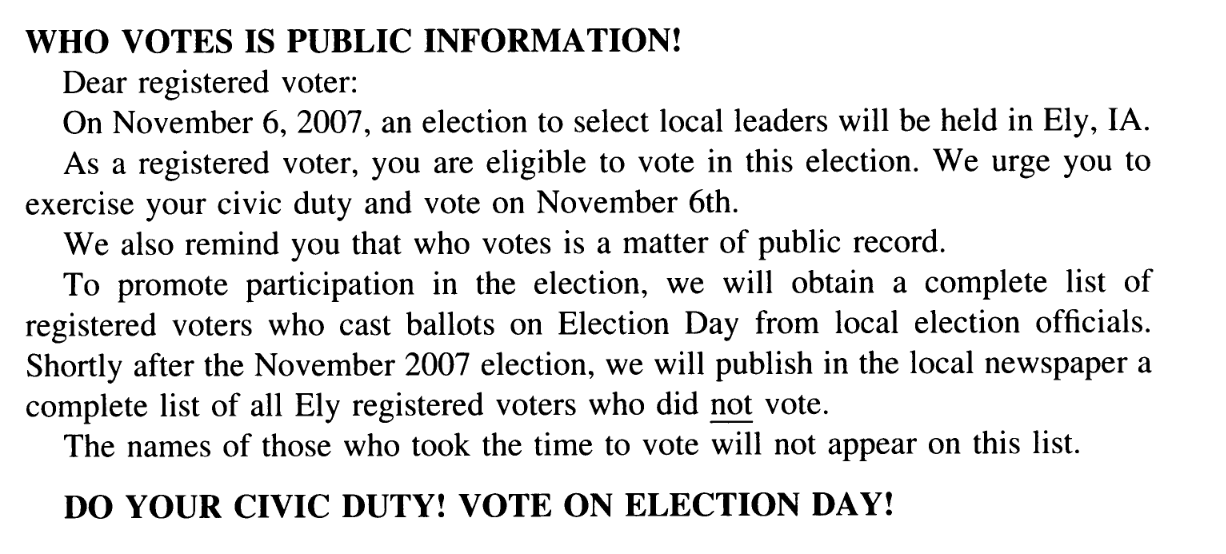 WHO VOTES IS PUBLIC INFORMATION!
Dear registered voter:
On November 6, 2007, an election to select local leaders will be held in Ely, IA.
As a registered voter, you are eligible to vote in this election. We urge you to
exercise your civic duty and vote on November 6th.
We also remind you that who votes is a matter of public record.
To promote participation in the election, we will obtain a complete list of
registered voters who cast ballots on Election Day from local election officials.
Shortly after the November 2007 election, we will publish in the local newspaper a
complete list of all Ely registered voters who did not vote.
The names of those who took the time to vote will not appear on this list.
DO YOUR CIVIC DUTY! VOTE ON ELECTION DAY!